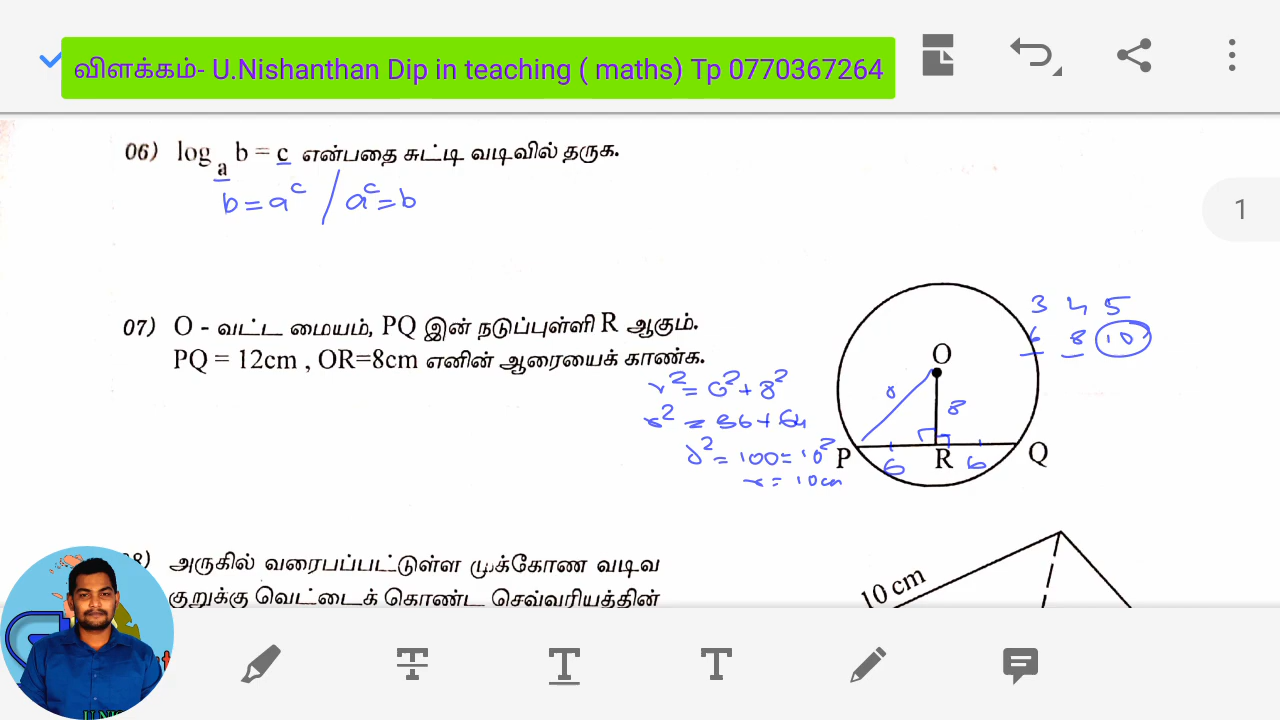 விளக்கம்- U.Nishanthan Dip in teaching ( maths) Tp 0770367264
06) log a b = c என்பதை சுட்டி வடிவில் தருக.
b = a^c / a^c = b
1
07) O - வட்ட மையம், PQ இன் நடுப்புள்ளி R ஆகும்.
PQ = 12cm , OR=8cm எனின் ஆரையைக் காண்க.
3 4 5
6 8 10
O
8
P R Q
6 6
r² = 6² + 8²
r² = 36 + 64
r² = 100 = 10²
r = 10cm
08) அருகில் வரைபப்பட்டுள்ள முக்கோண வடிவ
குறுக்கு வெட்டைக் கொண்ட செவ்வரியத்தின்
10 cm
T T T